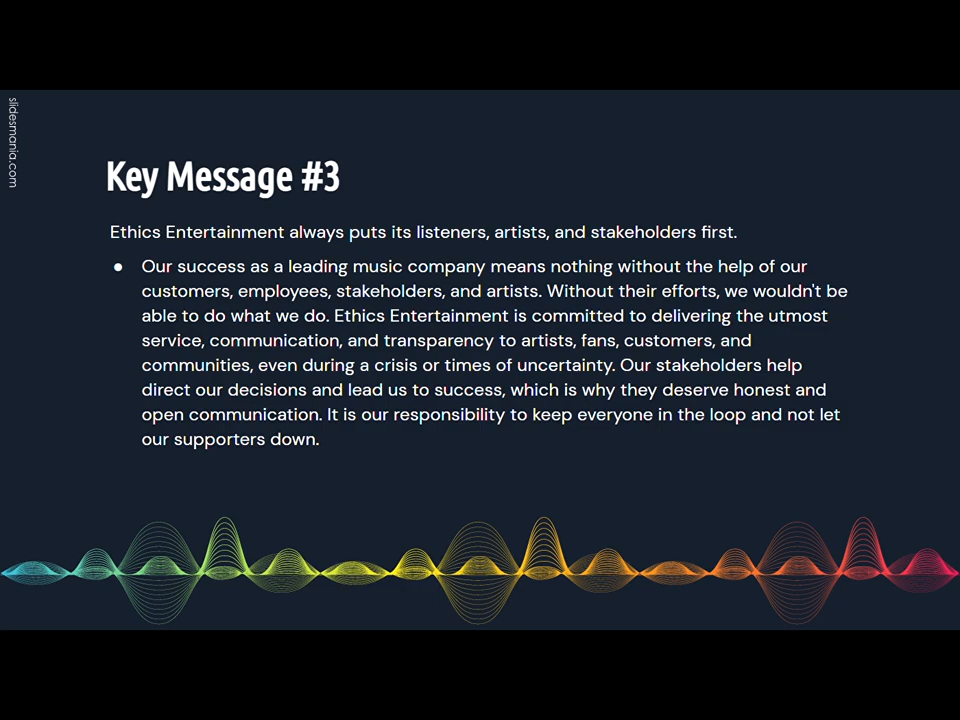 slidesmania.com
Key Message #3
Ethics Entertainment always puts its listeners, artists, and stakeholders first.
● Our success as a leading music company means nothing without the help of our
customers, employees, stakeholders, and artists. Without their efforts, we wouldn't be
able to do what we do. Ethics Entertainment is committed to delivering the utmost
service, communication, and transparency to artists, fans, customers, and
communities, even during a crisis or times of uncertainty. Our stakeholders help
direct our decisions and lead us to success, which is why they deserve honest and
open communication. It is our responsibility to keep everyone in the loop and not let
our supporters down.